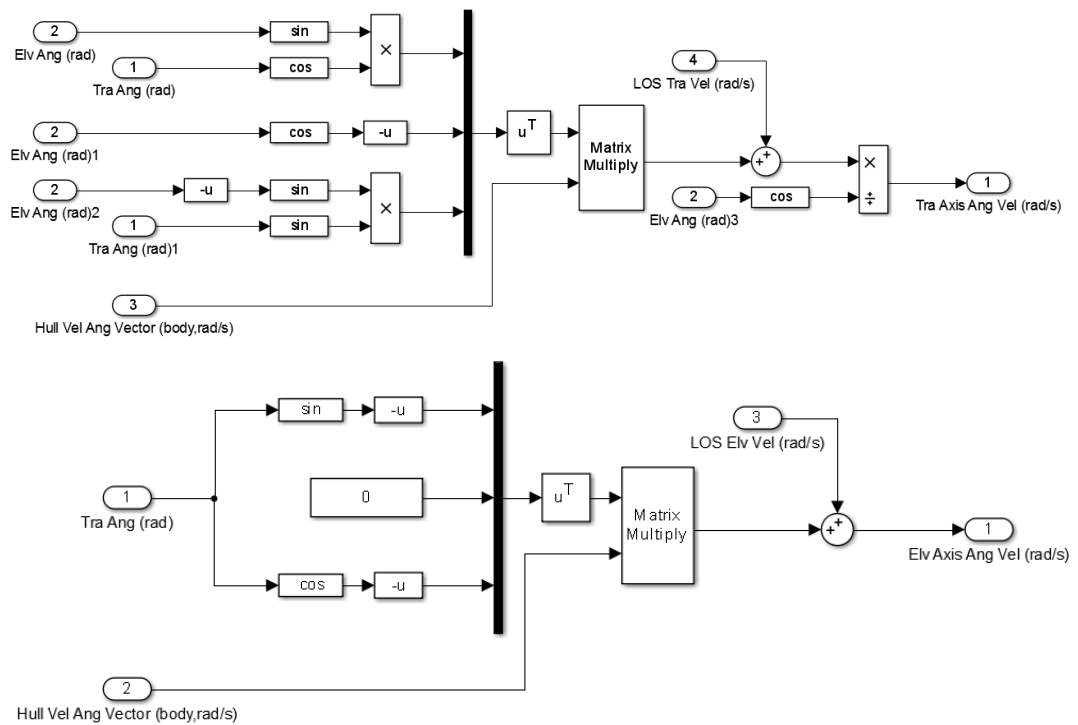 2
Elv Ang (rad)
sin
×
1
Tra Ang (rad)
cos
2
Elv Ang (rad)1
cos
-u
2
Elv Ang (rad)2
-u
sin
×
1
Tra Ang (rad)1
sin
u^T
Matrix
Multiply
4
LOS Tra Vel (rad/s)
++
2
Elv Ang (rad)3
cos
×
÷
1
Tra Axis Ang Vel (rad/s)
3
Hull Vel Ang Vector (body,rad/s)
1
Tra Ang (rad)
sin
-u
0
cos
-u
u^T
Matrix
Multiply
3
LOS Elv Vel (rad/s)
++
1
Elv Axis Ang Vel (rad/s)
2
Hull Vel Ang Vector (body,rad/s)